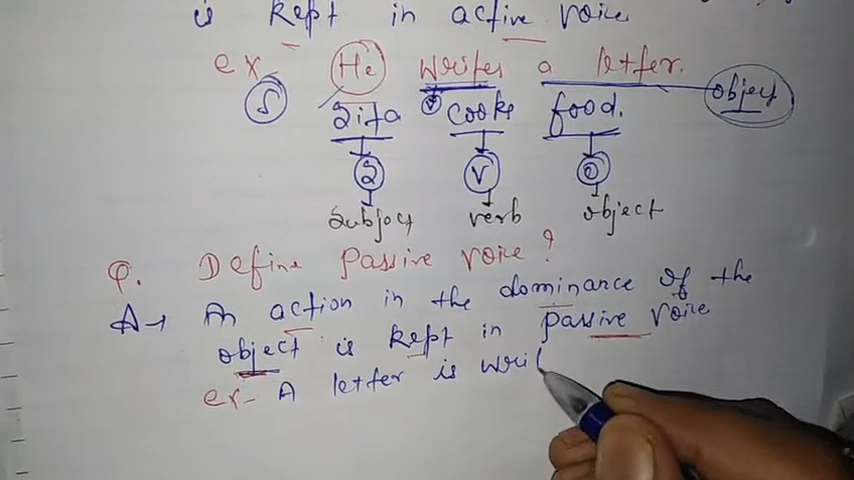 is kept in active voice
ex He writes a letter.
S V object
Sita cooks food.
S V O
Subject verb object
Q. Define Passive voice?
A→ An action in the dominance of the
object is kept in passive voice
ex- A letter is writ